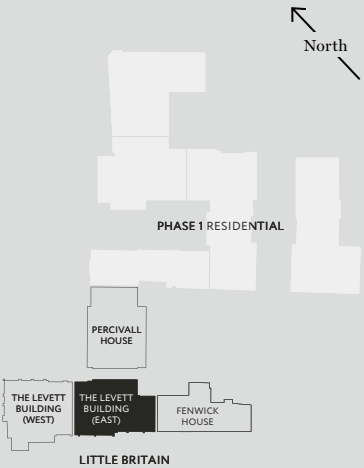 North
PHASE 1 RESIDENTIAL
PERCIVALL
HOUSE
THE LEVETT
BUILDING
(WEST)
THE LEVETT
BUILDING
(EAST)
FENWICK
HOUSE
LITTLE BRITAIN